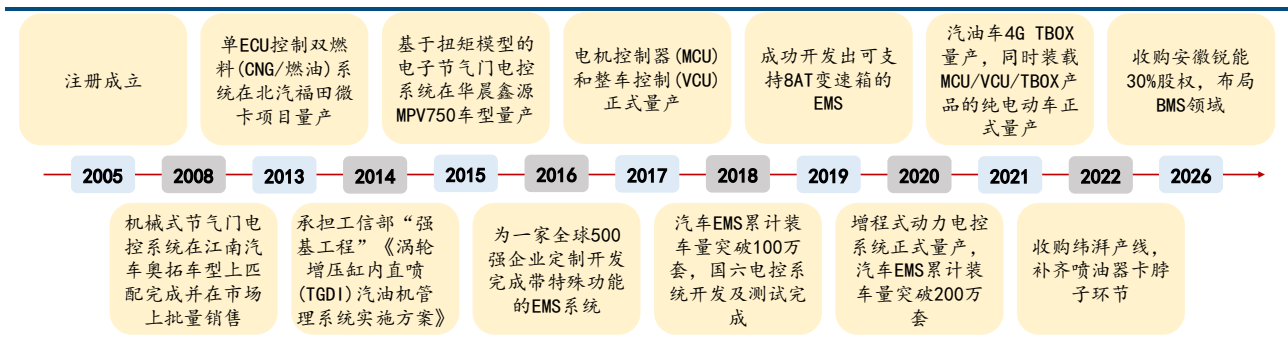 注册成立
单ECU控制双燃
料(CNG/燃油)系
统在北汽福田微
卡项目量产
基于扭矩模型的
电子节气门电控
系统在华晨鑫源
MPV750车型量产
电机控制器(MCU)
和整车控制(VCU)
正式量产
成功开发出可支
持8AT变速箱的
EMS
汽油车4G TBOX
量产，同时装载
MCU/VCU/TBOX产
品的纯电动车正
式量产
收购安徽锐能
30%股权，布局
BMS领域
2005 2008 2013 2014 2015 2016 2017 2018 2019 2020 2021 2022 2026
机械式节气门电
控系统在江南汽
车奥拓车型上匹
配完成并在市场
上批量销售
承担工信部“强
基工程”《涡轮
增压缸内直喷
(TGDI)汽油机管
理系统实施方案》
为一家全球500
强企业定制开发
完成带特殊功能
的EMS系统
汽车EMS累计装
车量突破100万
套，国六电控系
统开发及测试完
成
增程式动力电控
系统正式量产，
汽车EMS累计装
车量突破200万
套
收购纬湃产线，
补齐喷油器卡脖
子环节